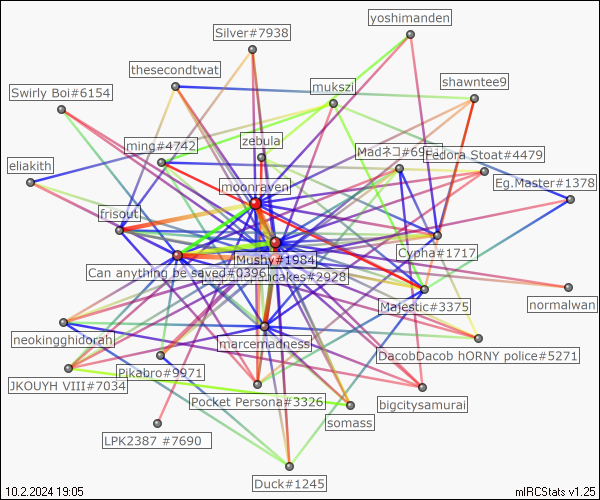 yoshimanden
Silver#7938
thesecondtwat
shawntee9
Swirly Boi#6154
mukszi
ming#4742
zebula
Madネコ#69
Fedora Stoat#4479
eliakith
moonraven
Eg.Master#1378
frisout
Mushy#1984
Cypha#1717
Can anything be saved#0396
pancakes#2928
Majestic#3375
normalwan
neokingghidorah
marcemadness
DacobDacob hORNY police#5271
Pikabro#9971
JKOUYH VIII#7034
Pocket Persona#3326
bigcitysamurai
somass
LPK2387 #7690
Duck#1245
10.2.2024 19:05
mIRCStats v1.25